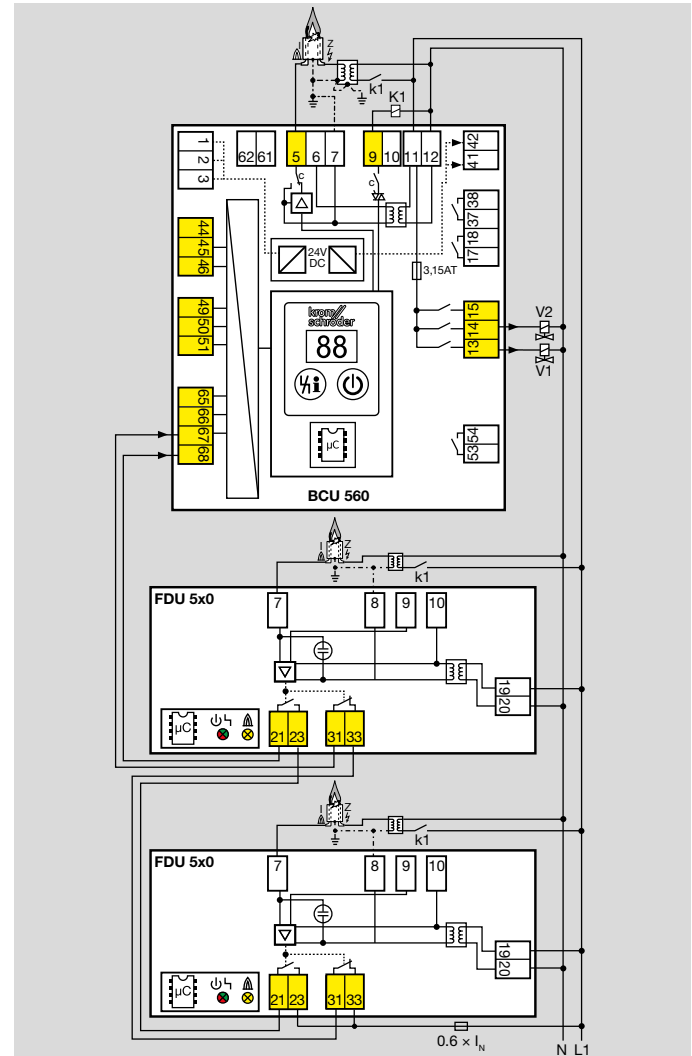 I Z
k1
K1
1
2
3
62 61
5 6 7
9 10
11 12
41 42
c
c
37 38
17 18
44
45
46
24V
DC
3,15AT
49
50
51
krom//
schröder
88
13 14 15
V2
V1
i
65
66
67
68
µC
53 54
BCU 560
I Z
k1
FDU 5x0
7 8 9 10
19 20
µC
21 23 31 33
I Z
k1
FDU 5x0
7 8 9 10
19 20
µC
21 23 31 33
0.6 × IN
N L1